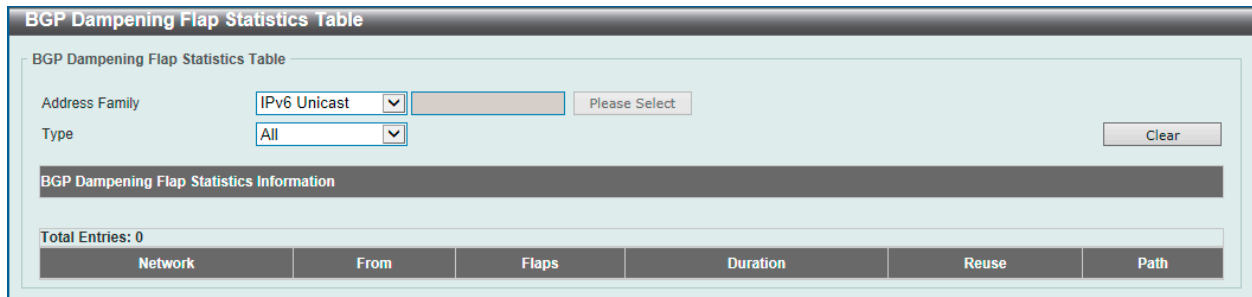 BGP Dampening Flap Statistics Table
BGP Dampening Flap Statistics Table
Address Family IPv6 Unicast Please Select
Type All Clear
BGP Dampening Flap Statistics Information
Total Entries: 0
Network From Flaps Duration Reuse Path